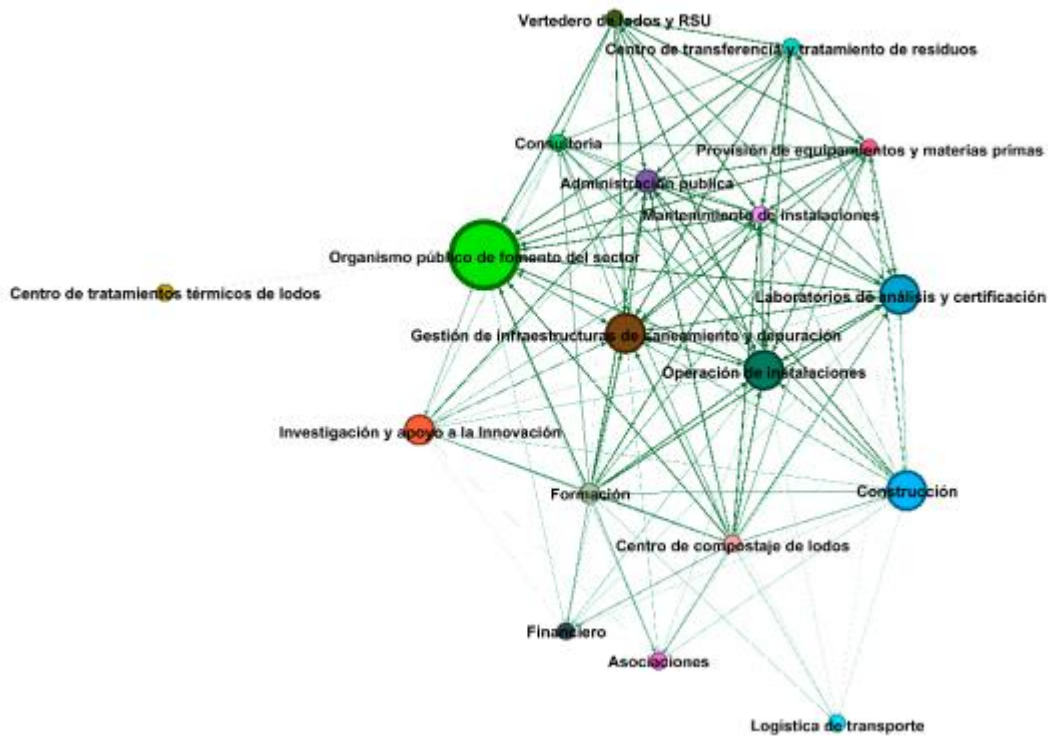 Vertedero de lodos y RSU
Centro de transferencia y tratamiento de residuos
Consultoria
Provisión de equipamientos y materias primas
Administración publica
Mantenimiento de instalaciones
Organismo público de fomento del sector
Centro de tratamientos térmicos de lodos
Laboratorios de análisis y certificación
Gestión de infraestructuras de saneamiento y depuración
Operación de instalaciones
Investigación y apoyo a la Innovación
Formación
Construcción
Centro de compostaje de lodos
Financiero
Asociaciones
Logistica de transporte